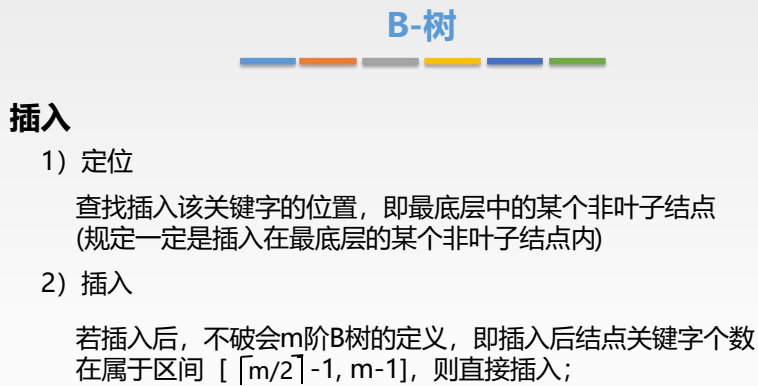 B-树
插入
1）定位
查找插入该关键字的位置，即最底层中的某个非叶子结点
(规定一定是插入在最底层的某个非叶子结点内)
2）插入
若插入后，不破会m阶B树的定义，即插入后结点关键字个数
在属于区间［⌈m/2⌉-1, m-1]，则直接插入；